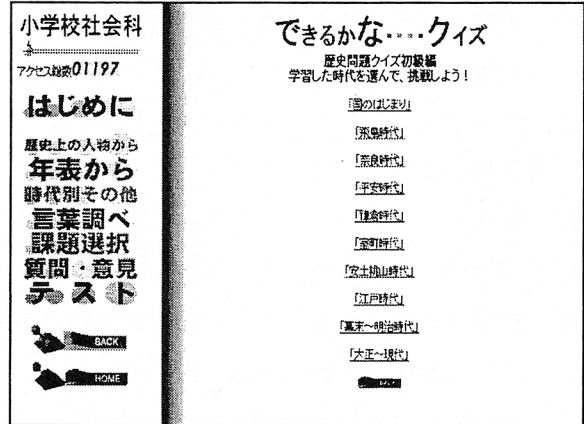 小学校社会科
アクセス総数01197
はじめに
歴史上の人物から
年表から
時代別その他
言葉調べ
課題選択
質問・意見
テスト
BACK
HOME
できるかな・・・・クイズ
歴史問題クイズ初級編
学習した時代を選んで、挑戦しよう！
「国のはじまり」
「飛鳥時代」
「奈良時代」
「平安時代」
「鎌倉時代」
「室町時代」
「安土桃山時代」
「江戸時代」
「幕末～明治時代」
「大正～現代」